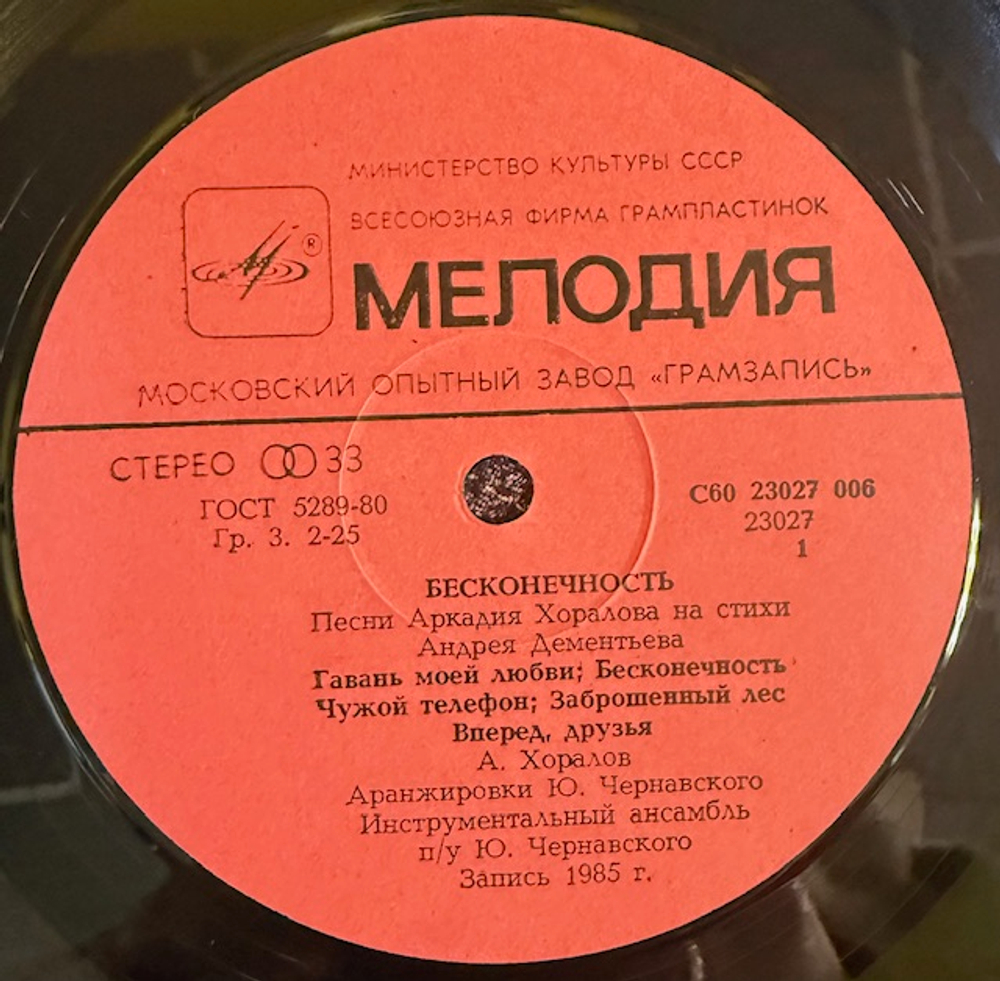 МИНИСТЕРСТВО КУЛЬТУРЫ СССР
ВСЕСОЮЗНАЯ ФИРМА ГРАМПЛАСТИНОК
®
МЕЛОДИЯ
МОСКОВСКИЙ ОПЫТНЫЙ ЗАВОД «ГРАМЗАПИСЬ»
СТЕРЕО 33
ГОСТ 5289-80
Гр. 3. 2-25
С60 23027 006
23027
1
БЕСКОНЕЧНОСТЬ
Песни Аркадия Хоралова на стихи
Андрея Дементьева
Гавань моей любви; Бесконечность
Чужой телефон; Заброшенный лес
Вперед, друзья
А. Хоралов
Аранжировки Ю. Чернавского
Инструментальный ансамбль
п/у Ю. Чернавского
Запись 1985 г.